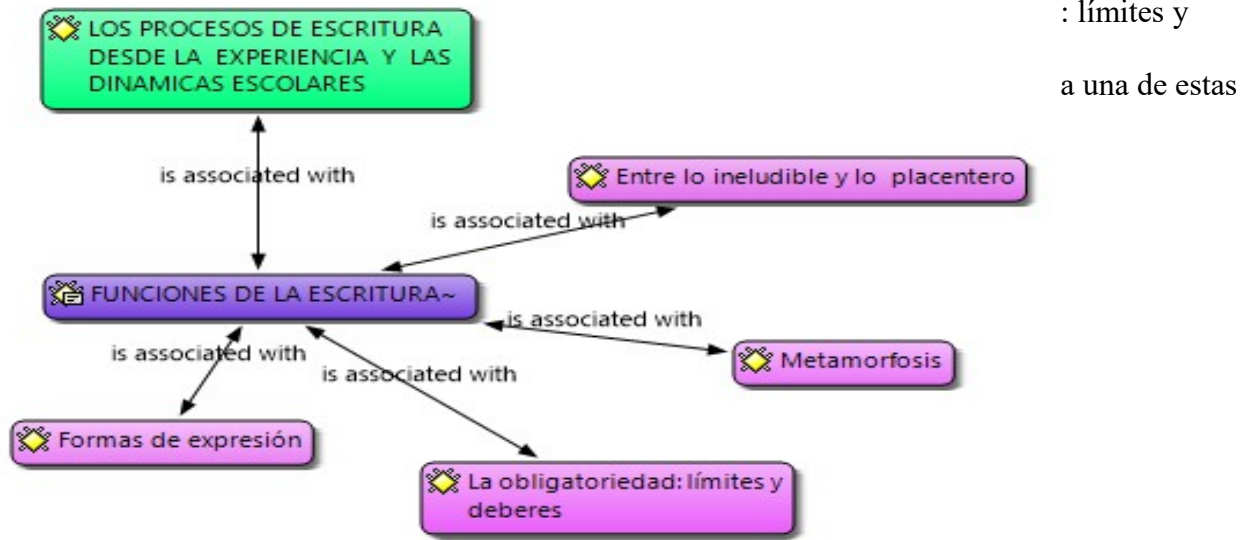 : límites y
LOS PROCESOS DE ESCRITURA
DESDE LA EXPERIENCIA Y LAS
DINAMICAS ESCOLARES
a una de estas
is associated with
Entre lo ineludible y lo placentero
is associated with
FUNCIONES DE LA ESCRITURA~
is associated with
Metamorfosis
is associated with
is associated with
Formas de expresión
La obligatoriedad: límites y
deberes